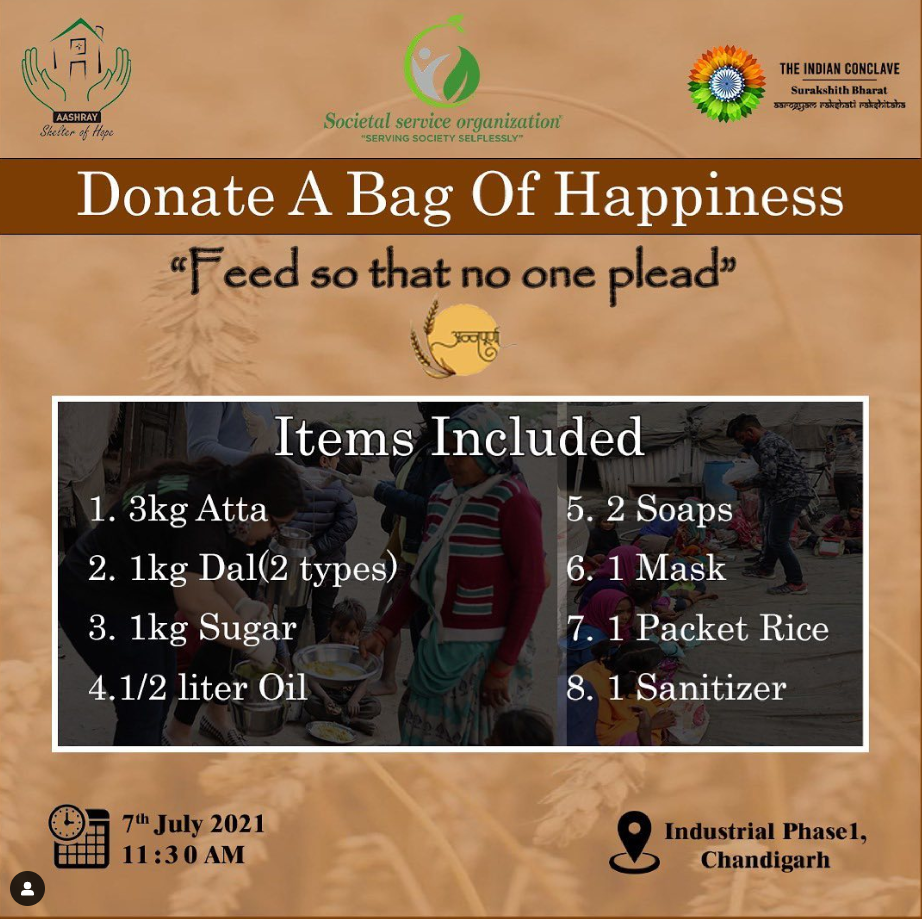 AASHRAY
Shelter of Hope
Societal service organization
"SERVING SOCIETY SELFLESSLY"
THE INDIAN CONCLAVE
Surakshith Bharat
aarogyam rakshati rakshitaha
Donate A Bag Of Happiness
“Feed so that no one plead”
अन्नपूर्ण
Items Included
1. 3kg Atta
2. 1kg Dal(2 types)
3. 1kg Sugar
4.1/2 liter Oil
5. 2 Soaps
6. 1 Mask
7. 1 Packet Rice
8. 1 Sanitizer
7th July 2021
11:30 AM
Industrial Phase1,
Chandigarh